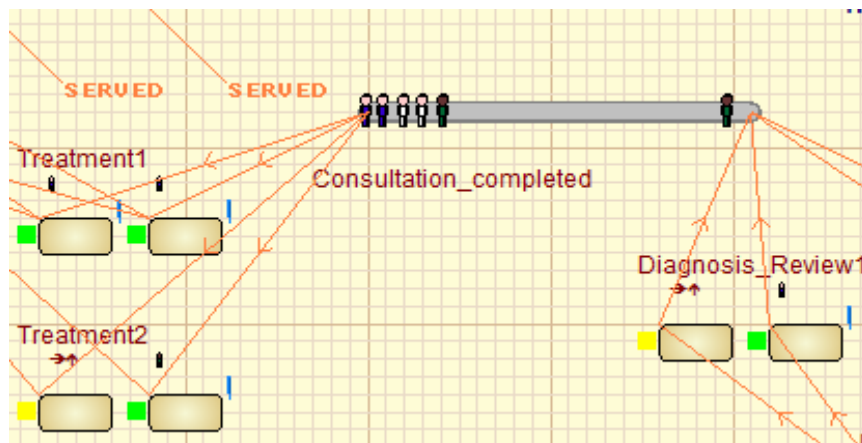 SERVED SERVED
Treatment1
Consultation_completed
Diagnosis_Review1
Treatment2